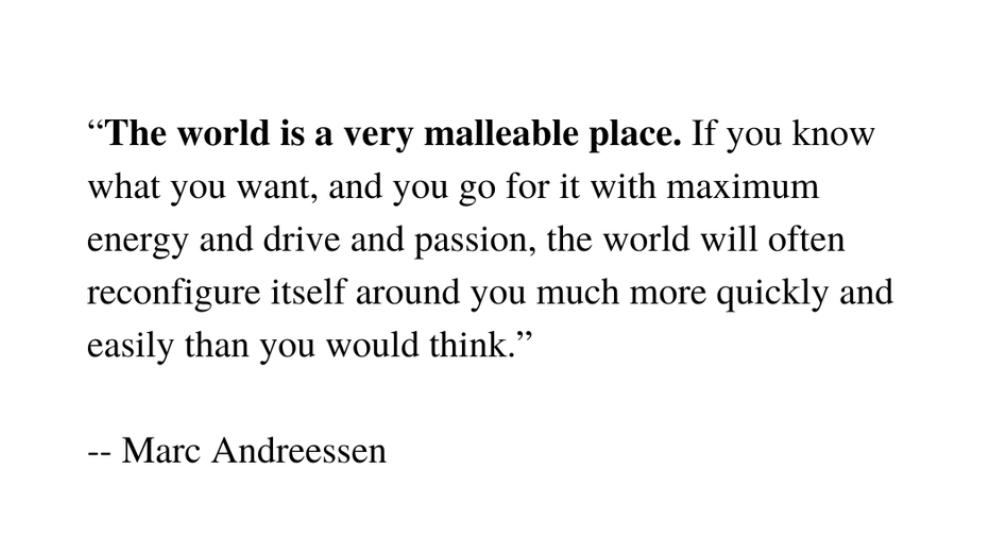 “The world is a very malleable place. If you know
what you want, and you go for it with maximum
energy and drive and passion, the world will often
reconfigure itself around you much more quickly and
easily than you would think.”
-- Marc Andreessen